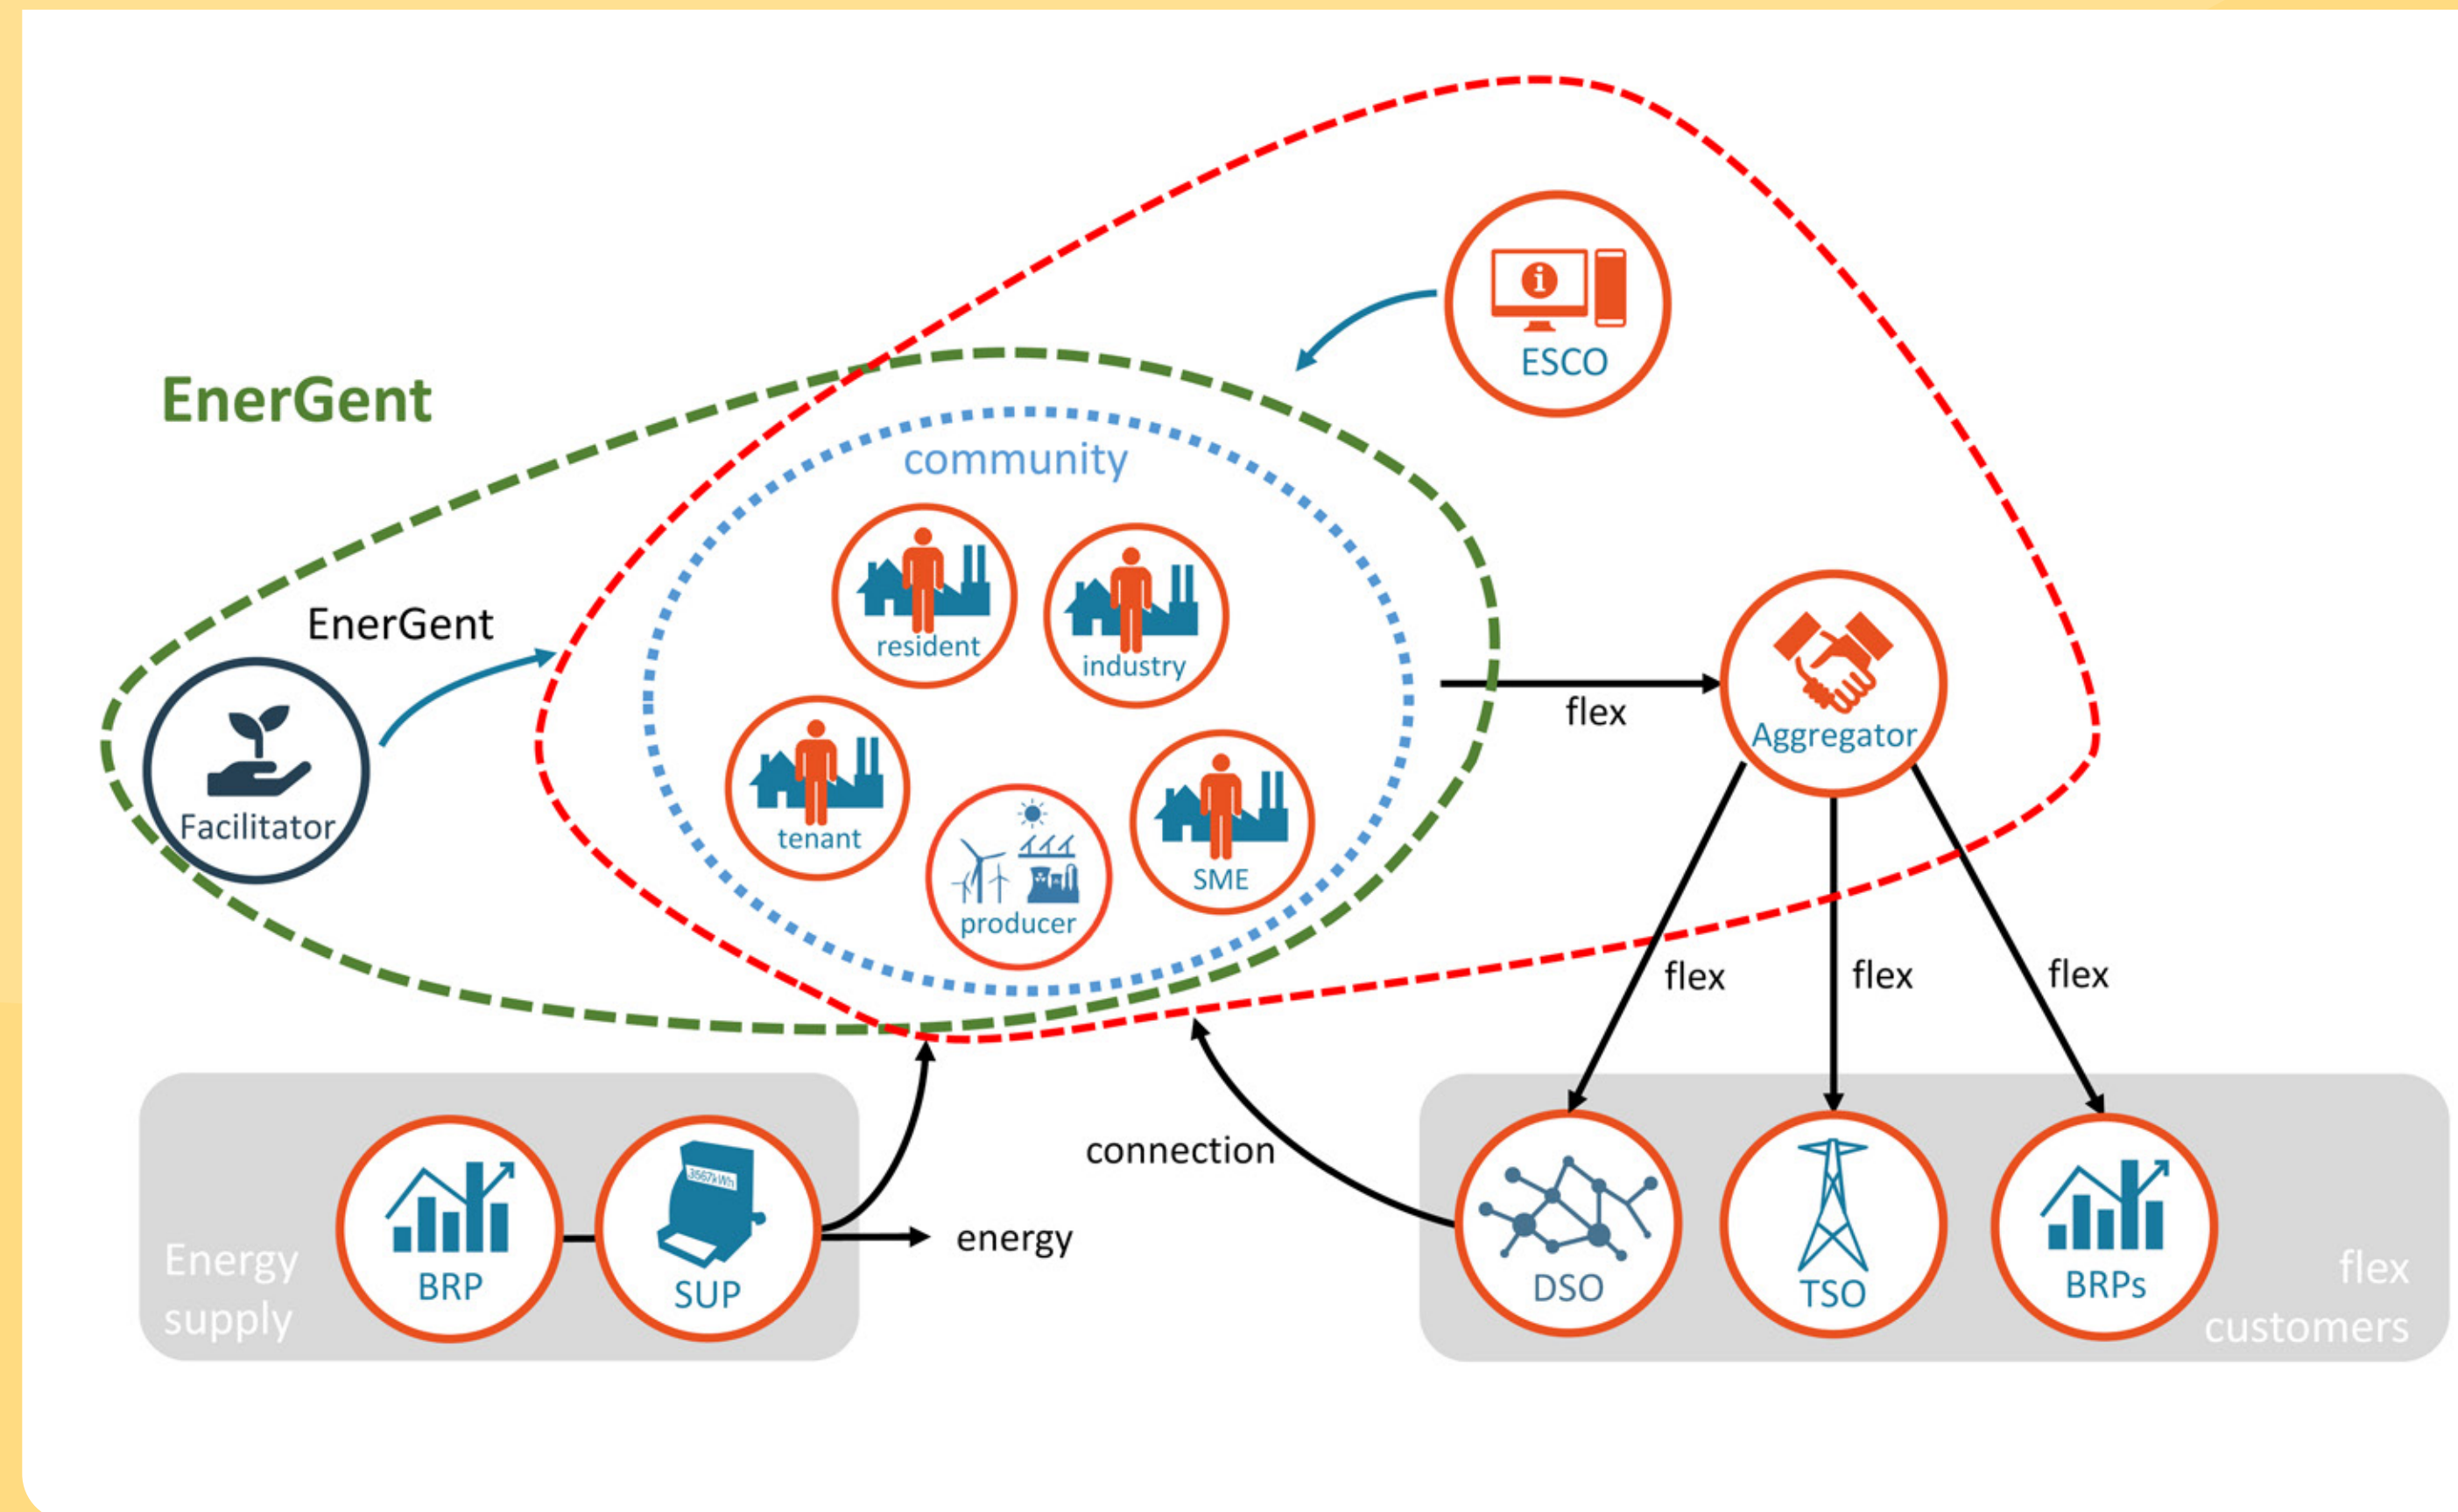 ESCO
EnerGent
community
EnerGent
resident
industry
flex
Aggregator
Facilitator
tenant
SME
producer
flex
flex
flex
connection
3567kWh
energy
Energy
supply
BRP
SUP
DSO
TSO
BRPs
flex
customers